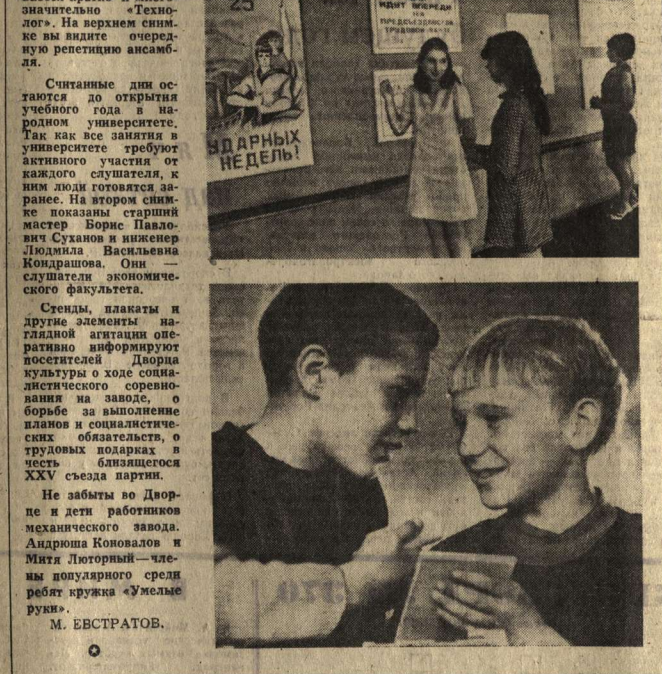 значительно «Техно-
лог». На верхнем сним-
ке вы видите очеред-
ную репетицию ансамб-
ля.
Считанные дни ос-
таются до открытия
учебного года в на-
родном университете.
Так как все занятия в
университете требуют
активного участия от
каждого слушателя, к
ним люди готовятся за-
ранее. На втором сним-
ке показаны старший
мастер Борис Павло-
вич Суханов и инженер
Людмила Васильевна
Кондрашова. Они —
слушатели экономиче-
ского факультета.
Стенды, плакаты и
другие элементы на-
глядной агитации опе-
ративно информируют
посетителей Дворца
культуры о ходе социа-
листического соревно-
вания на заводе, о
борьбе за выполнение
планов и социалистиче-
ских обязательств, о
трудовых подарках в
честь близящегося
XXV съезда партии.
Не забыты во Двор-
це и дети работников
механического завода.
Андрюша Коновалов и
Митя Люторный—чле-
ны популярного среди
ребят кружка «Умелые
руки».
М. ЕВСТРАТОВ.
25
УДАРНЫХ
НЕДЕЛЬ!
ИДУТ ВПЕРЕДИ